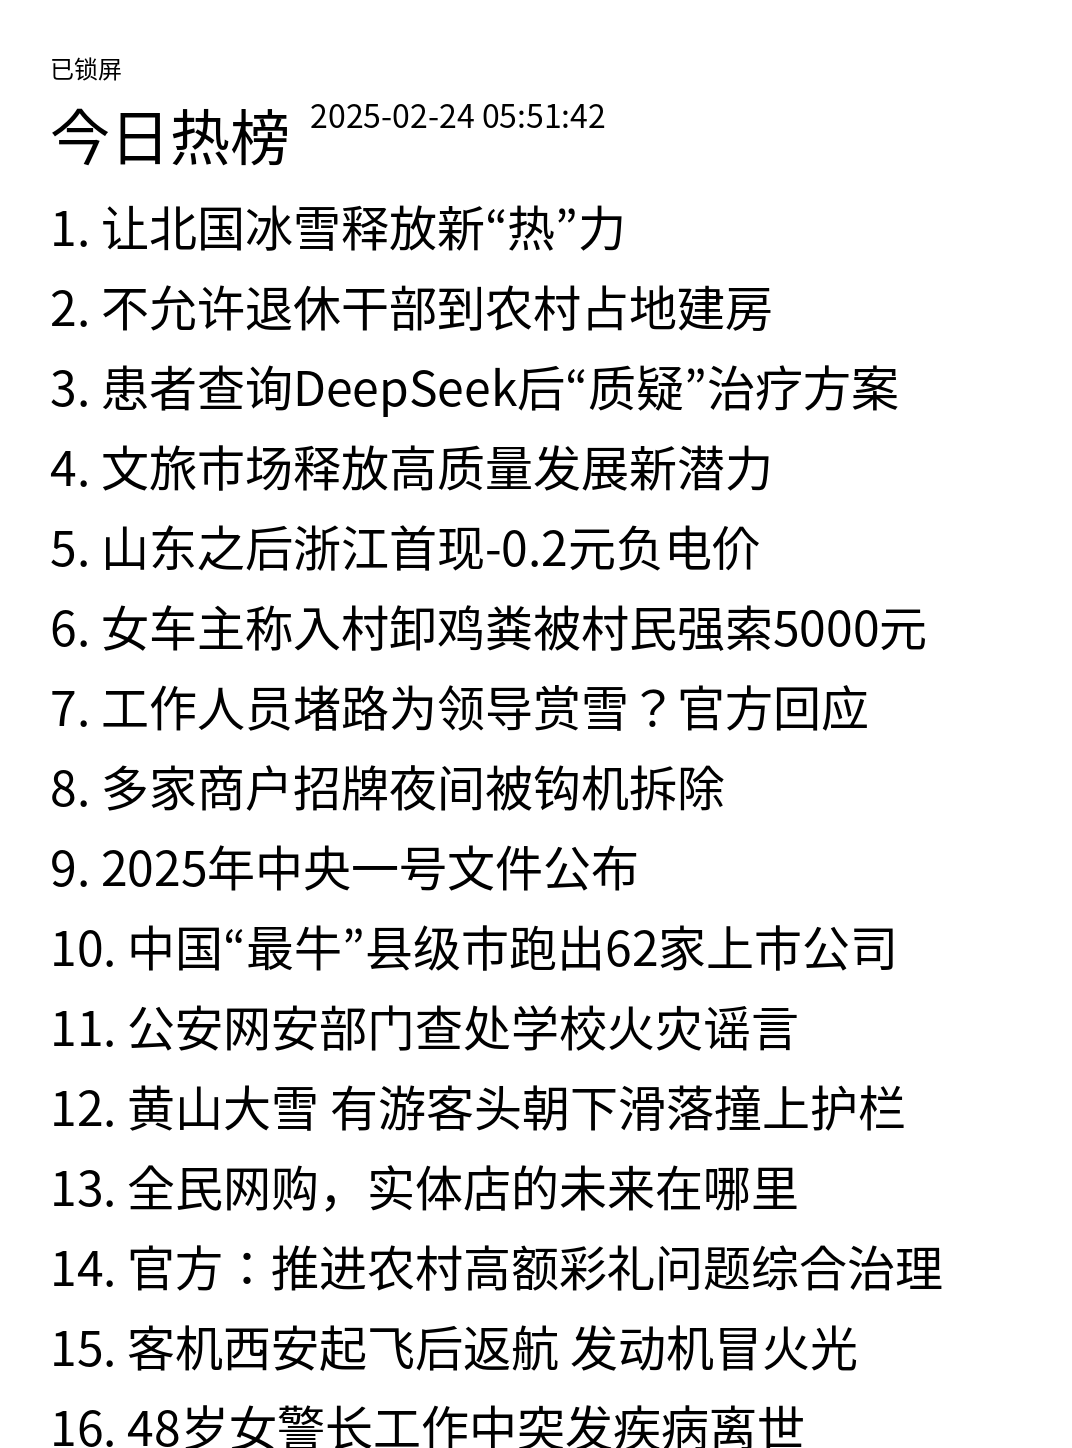 已锁屏
今日热榜 2025-02-24 05:51:42
1. 让北国冰雪释放新“热”力
2. 不允许退休干部到农村占地建房
3. 患者查询DeepSeek后“质疑”治疗方案
4. 文旅市场释放高质量发展新潜力
5. 山东之后浙江首现-0.2元负电价
6. 女车主称入村卸鸡粪被村民强索5000元
7. 工作人员堵路为领导赏雪？官方回应
8. 多家商户招牌夜间被钩机拆除
9. 2025年中央一号文件公布
10. 中国“最牛”县级市跑出62家上市公司
11. 公安网安部门查处学校火灾谣言
12. 黄山大雪 有游客头朝下滑落撞上护栏
13. 全民网购，实体店的未来在哪里
14. 官方：推进农村高额彩礼问题综合治理
15. 客机西安起飞后返航 发动机冒火光
16. 48岁女警长工作中突发疾病离世